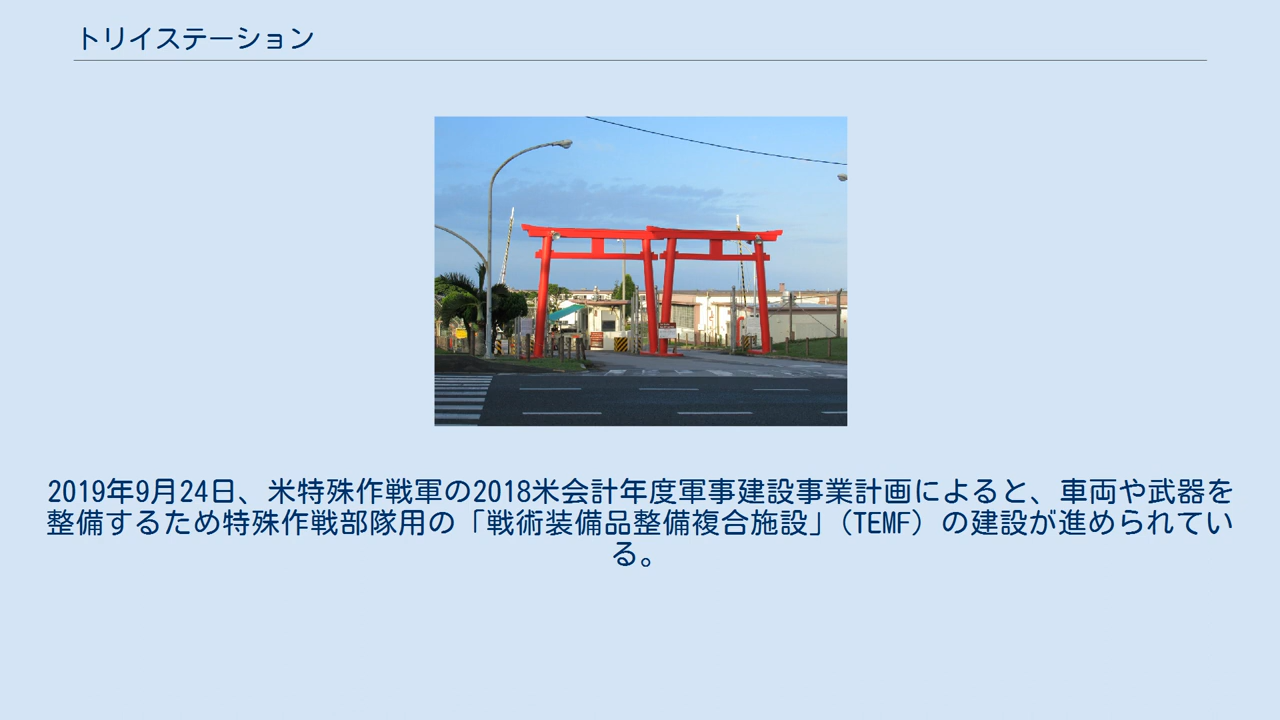 トリイステーション
2019年9月24日、米特殊作戦軍の2018米会計年度軍事建設事業計画によると、車両や武器を
整備するため特殊作戦部隊用の「戦術装備品整備複合施設」(TEMF) の建設が進められてい
る。